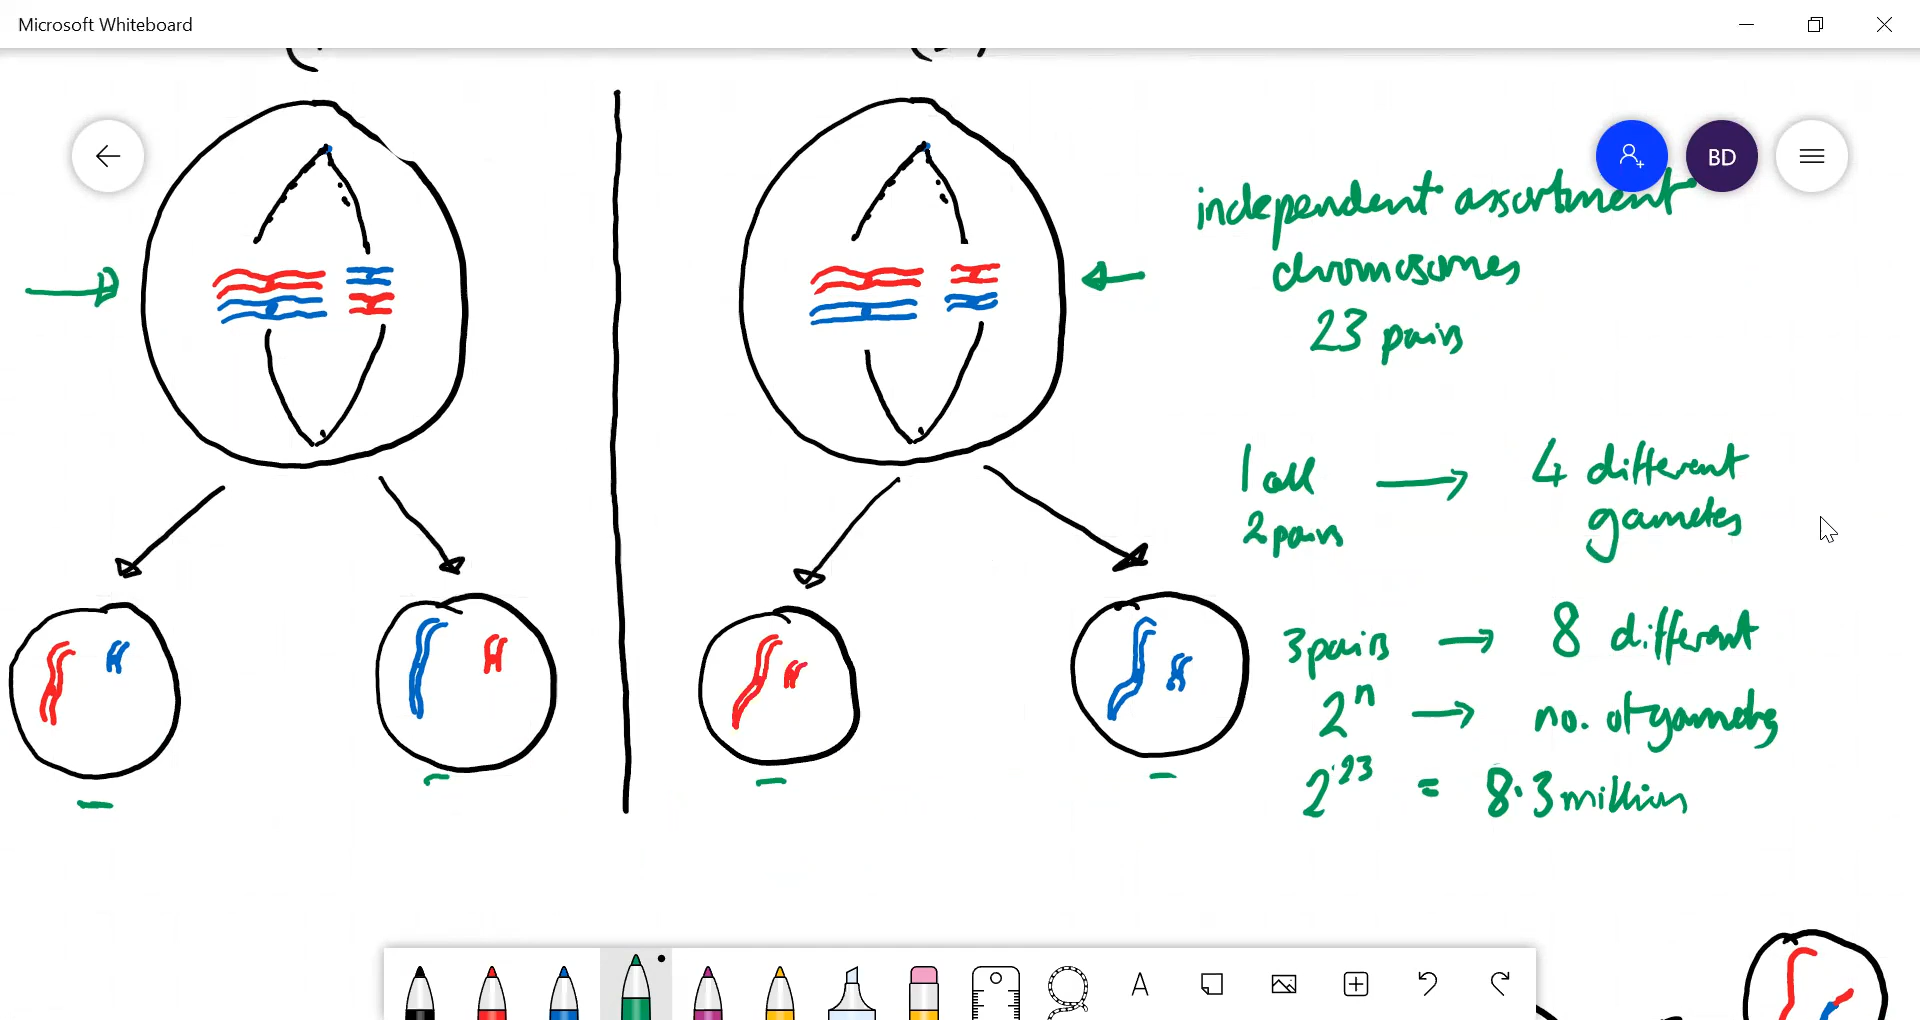 Microsoft Whiteboard
BD
independent assortment
chromosomes
23 pairs
1 cell → 4 different
2 pairs gametes
3 pairs → 8 different
2ⁿ → no. of gametes
2²³ = 8.3 million
A